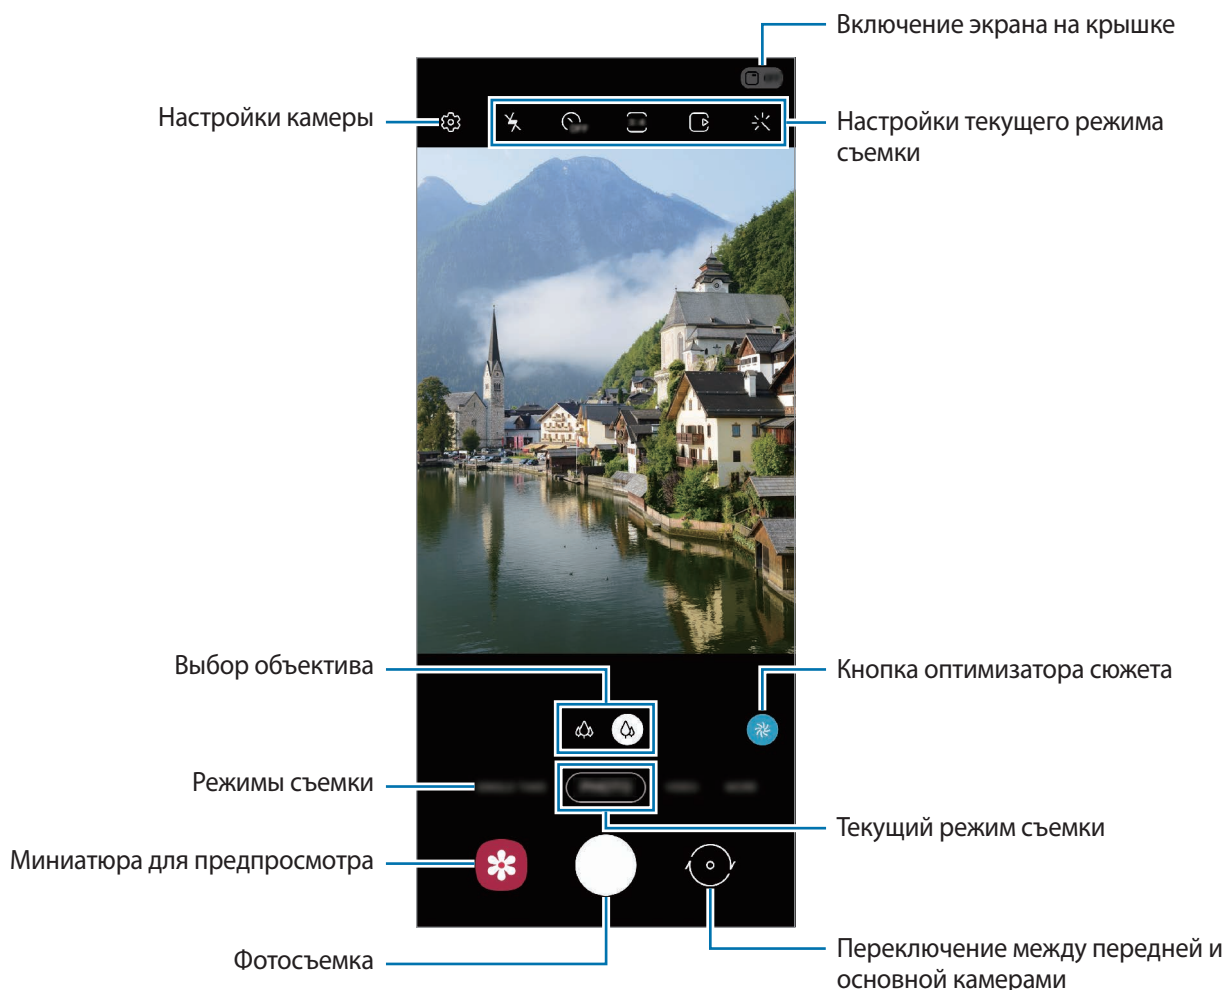 Включение экрана на крышке
Настройки камеры
Настройки текущего режима
съемки
Выбор объектива
Кнопка оптимизатора сюжета
Режимы съемки
Текущий режим съемки
Миниатюра для предпросмотра
Фотосъемка
Переключение между передней и
основной камерами